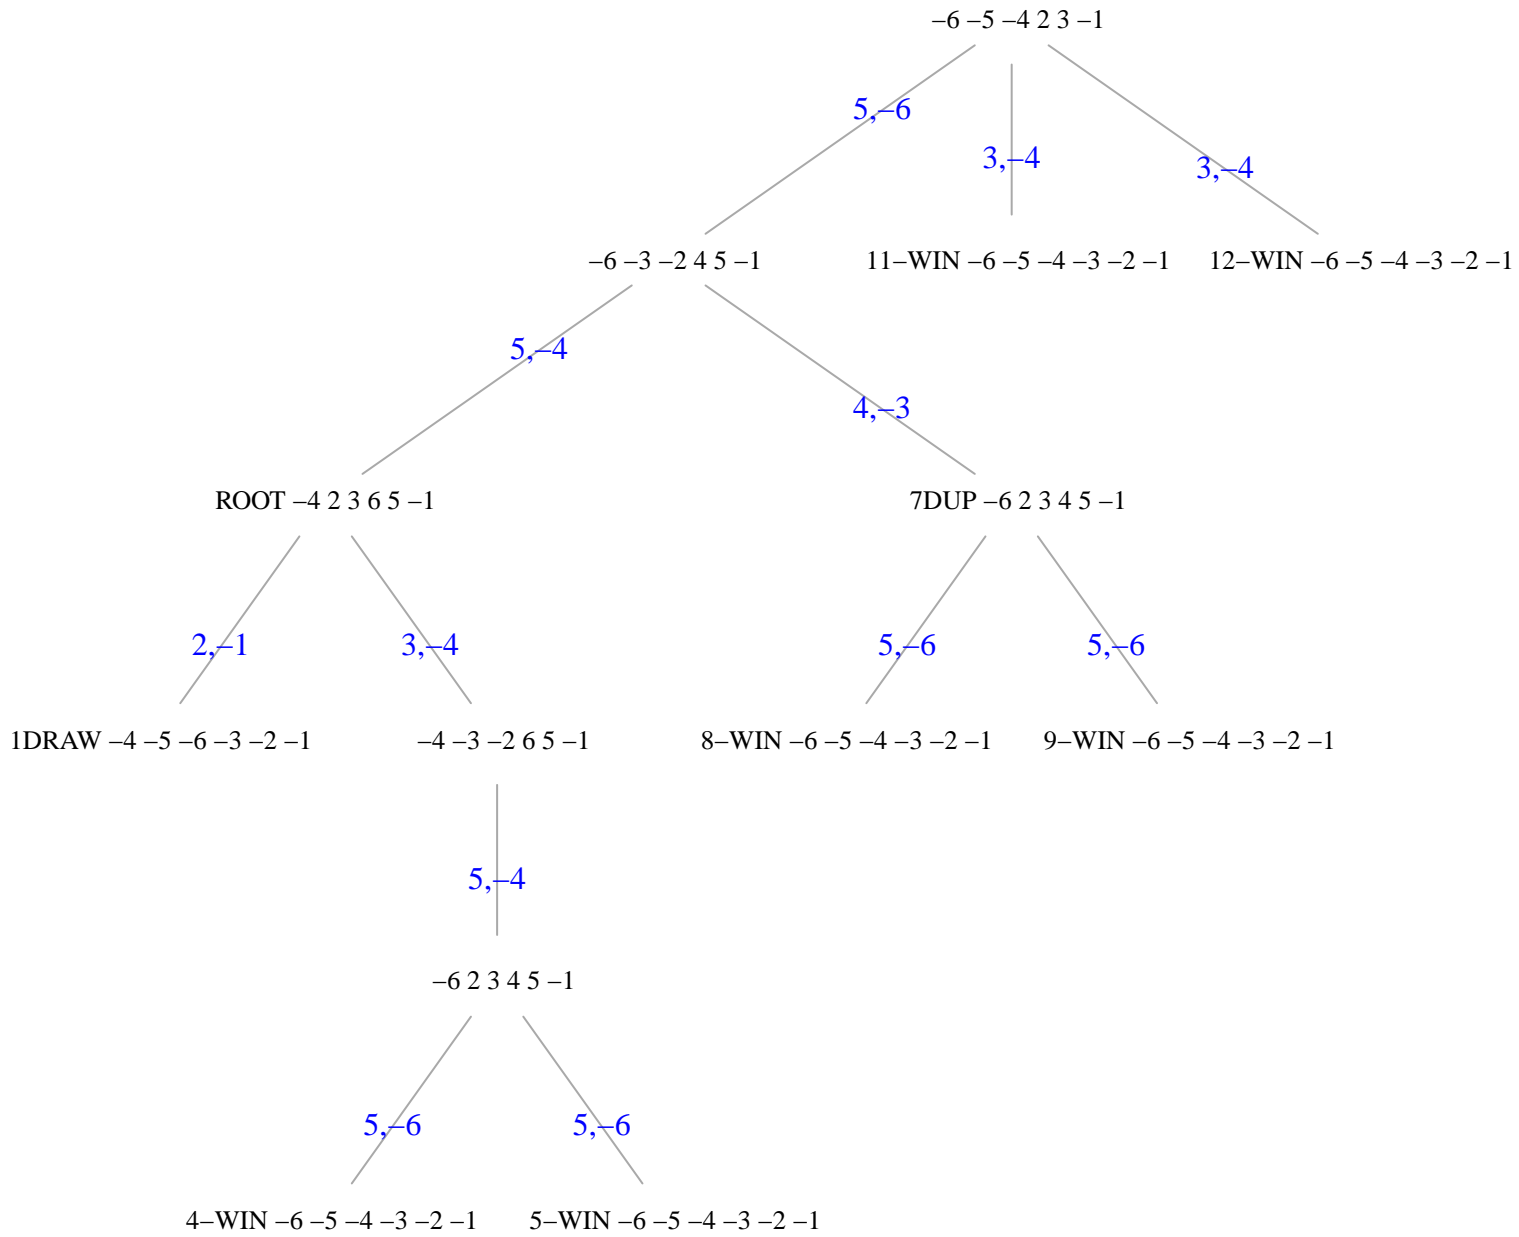 –6 –5 –4 2 3 –1
5,–6
3,–4
3,–4
–6 –3 –2 4 5 –1
11–WIN –6 –5 –4 –3 –2 –1
12–WIN –6 –5 –4 –3 –2 –1
5,–4
4,–3
ROOT –4 2 3 6 5 –1
7DUP –6 2 3 4 5 –1
2,–1
3,–4
5,–6
5,–6
1DRAW –4 –5 –6 –3 –2 –1
–4 –3 –2 6 5 –1
8–WIN –6 –5 –4 –3 –2 –1
9–WIN –6 –5 –4 –3 –2 –1
5,–4
–6 2 3 4 5 –1
5,–6
5,–6
4–WIN –6 –5 –4 –3 –2 –1
5–WIN –6 –5 –4 –3 –2 –1